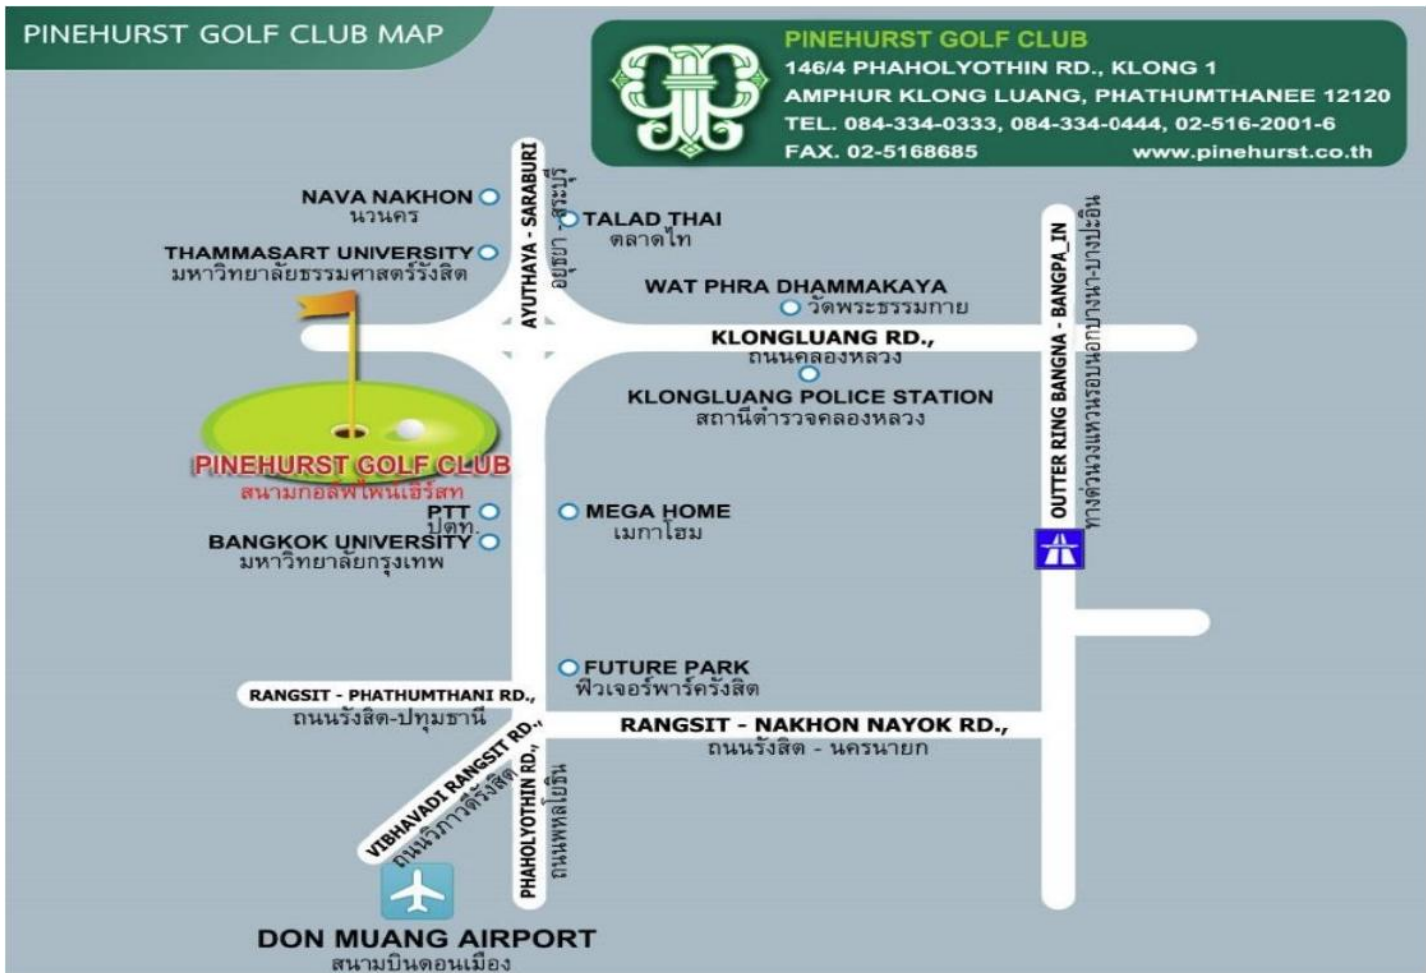 PINEHURST GOLF CLUB MAP
PINEHURST GOLF CLUB
146/4 PHAHOLYOTHIN RD., KLONG 1
AMPHUR KLONG LUANG, PHATHUMTHANEE 12120
TEL. 084-334-0333, 084-334-0444, 02-516-2001-6
FAX. 02-5168685 www.pinehurst.co.th
AYUTHAYA - SARABURI
อยุธยา - สระบุรี
NAVA NAKHON
นวนคร
TALAD THAI
ตลาดไท
THAMMASART UNIVERSITY
มหาวิทยาลัยธรรมศาสตร์รังสิต
WAT PHRA DHAMMAKAYA
วัดพระธรรมกาย
KLONGLUANG RD.,
ถนนคลองหลวง
KLONGLUANG POLICE STATION
สถานีตำรวจคลองหลวง
OUTTER RING BANGNA - BANGPA_IN
ทางด่วนวงแหวนรอบนอกบางนา-บางปะอิน
PINEHURST GOLF CLUB
สนามกอล์ฟไพน์เฮิร์สท
PTT
ปตท.
MEGA HOME
เมกาโฮม
BANGKOK UNIVERSITY
มหาวิทยาลัยกรุงเทพ
FUTURE PARK
ฟิวเจอร์พาร์ครังสิต
RANGSIT - PHATHUMTHANI RD.,
ถนนรังสิต-ปทุมธานี
RANGSIT - NAKHON NAYOK RD.,
ถนนรังสิต - นครนายก
VIBHAVADI RANGSIT RD.,
ถนนวิภาวดีรังสิต
PHAHOLYOTHIN RD.,
ถนนพหลโยธิน
DON MUANG AIRPORT
สนามบินดอนเมือง